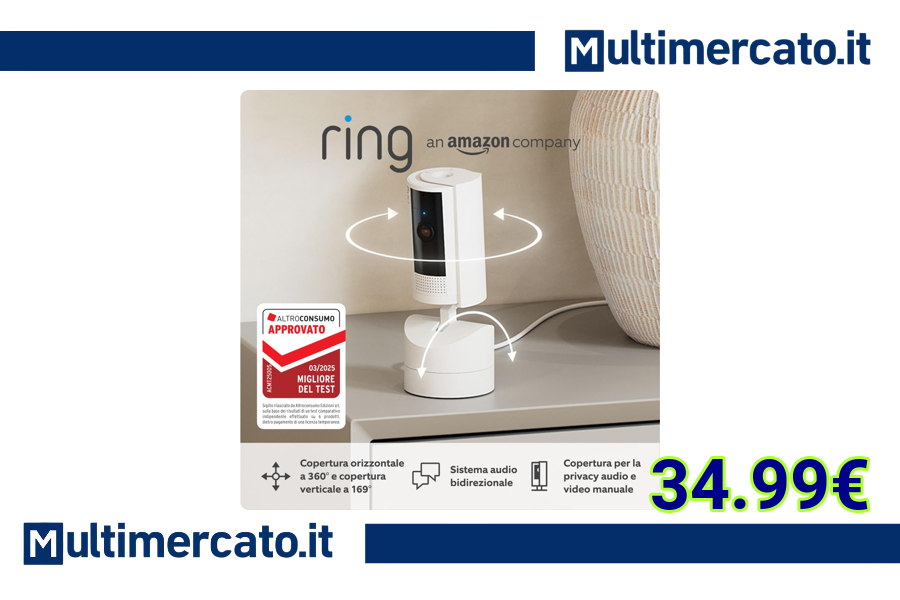 Multimercato.it
ring an amazon company
ALTROCONSUMO
APPROVATO
03/2025
MIGLIORE
DEL TEST
Copertura orizzontale
a 360° e copertura
verticale a 169°
Sistema audio
bidirezionale
Copertura per la
privacy audio e
video manuale
34.99€
Multimercato.it